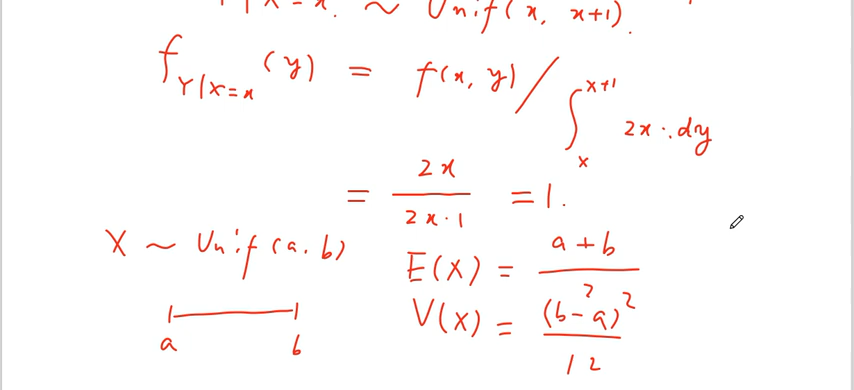 Y|X=x. ~ Unif(x, x+1).
f_{Y|X=x}(y) = f(x,y) / ∫_x^{x+1} 2x·dy
= 2x / 2x·1 = 1.
X ~ Unif(a.b) E(X) = a+b / 2
V(X) = (b-a)^2 / 12
a b